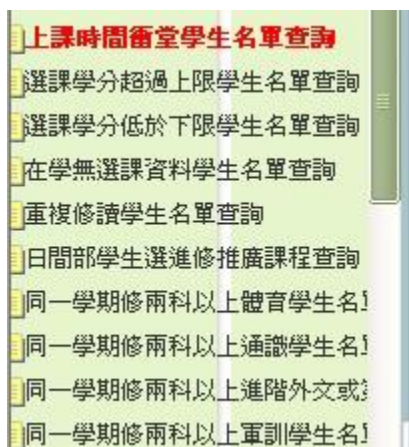 上課時間衝堂學生名單查詢
選課學分超過上限學生名單查詢
選課學分低於下限學生名單查詢
在學無選課資料學生名單查詢
重複修讀學生名單查詢
日間部學生選進修推廣課程查詢
同一學期修兩科以上體育學生名
同一學期修兩科以上通識學生名
同一學期修兩科以上進階外文或
同一學期修兩科以上軍訓學生名